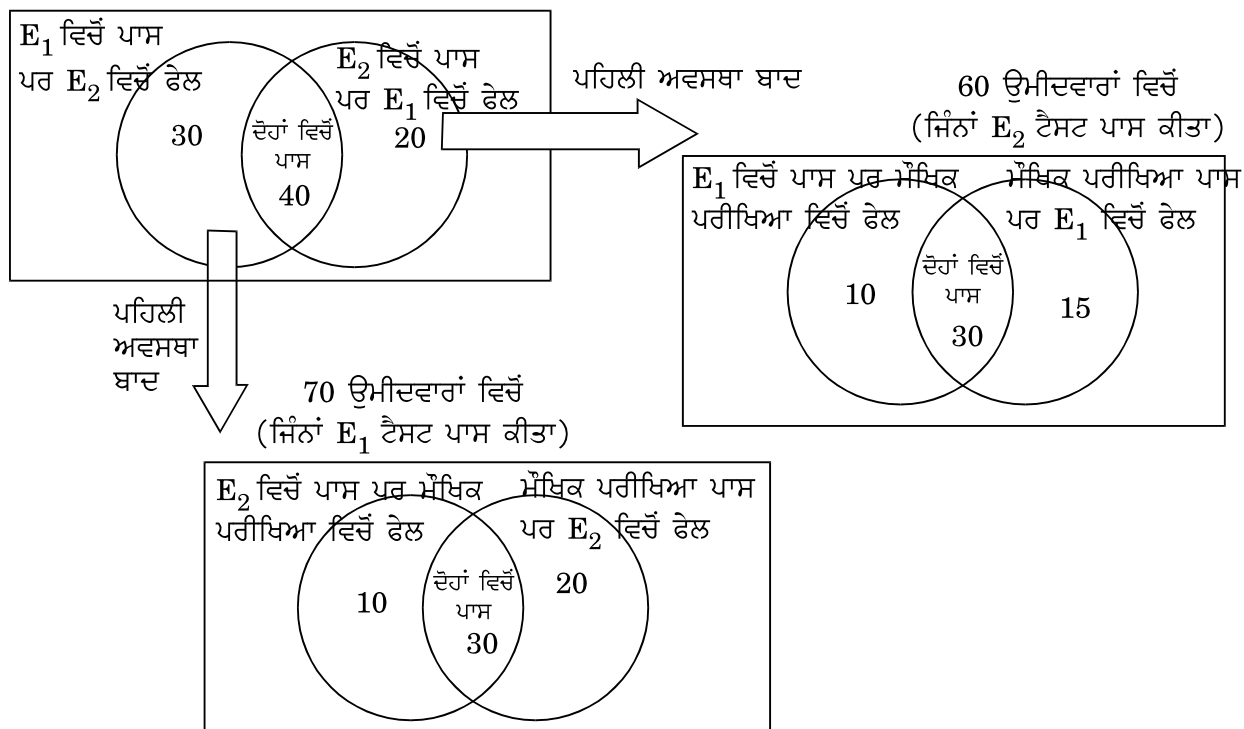 E1 ਵਿਚੋਂ ਪਾਸ
ਪਰ E2 ਵਿਚੋਂ ਫੇਲ
30
ਦੋਹਾਂ ਵਿਚੋਂ
ਪਾਸ
40
E2 ਵਿਚੋਂ ਪਾਸ
ਪਰ E1 ਵਿਚੋਂ ਫੇਲ
20
ਪਹਿਲੀ ਅਵਸਥਾ ਬਾਦ
60 ਉਮੀਦਵਾਰਾਂ ਵਿਚੋਂ
(ਜਿੰਨਾਂ E2 ਟੈਸਟ ਪਾਸ ਕੀਤਾ)
E1 ਵਿਚੋਂ ਪਾਸ ਪਰ ਮੌਖਿਕ
ਪਰੀਖਿਆ ਵਿਚੋਂ ਫੇਲ
10
ਦੋਹਾਂ ਵਿਚੋਂ
ਪਾਸ
30
ਮੌਖਿਕ ਪਰੀਖਿਆ ਪਾਸ
ਪਰ E1 ਵਿਚੋਂ ਫੇਲ
15
ਪਹਿਲੀ
ਅਵਸਥਾ
ਬਾਦ
70 ਉਮੀਦਵਾਰਾਂ ਵਿਚੋਂ
(ਜਿੰਨਾਂ E1 ਟੈਸਟ ਪਾਸ ਕੀਤਾ)
E2 ਵਿਚੋਂ ਪਾਸ ਪਰ ਮੌਖਿਕ
ਪਰੀਖਿਆ ਵਿਚੋਂ ਫੇਲ
10
ਦੋਹਾਂ ਵਿਚੋਂ
ਪਾਸ
30
ਮੌਖਿਕ ਪਰੀਖਿਆ ਪਾਸ
ਪਰ E2 ਵਿਚੋਂ ਫੇਲ
20